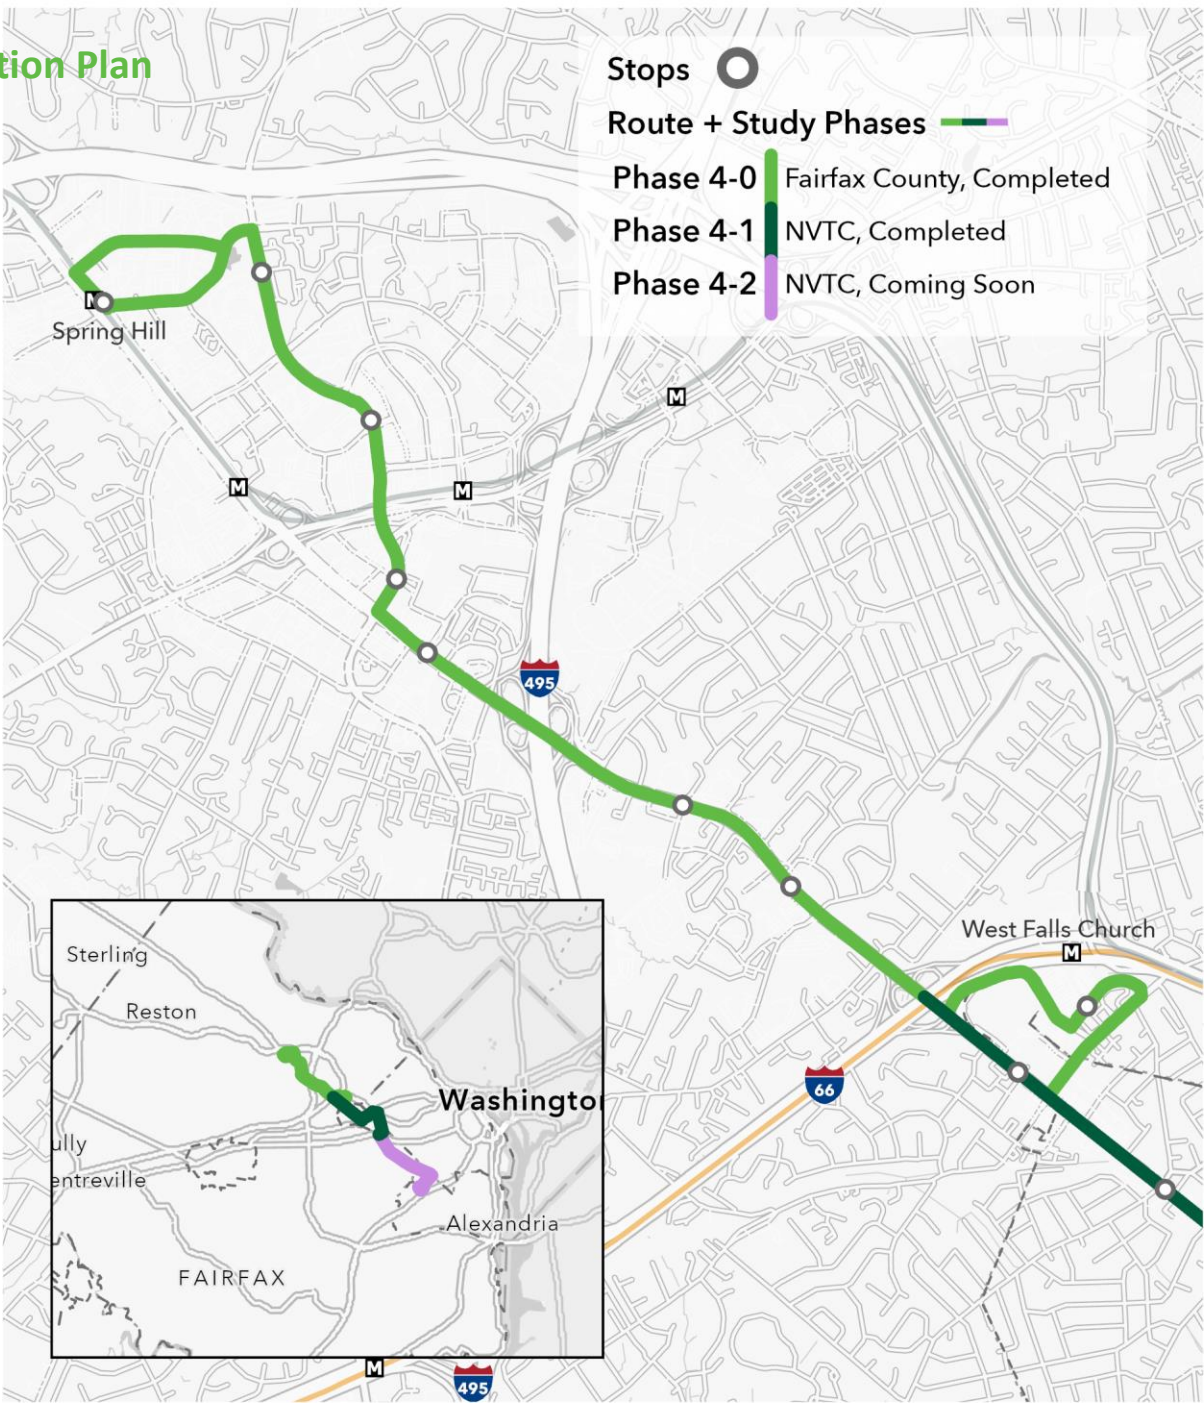 tion Plan
Stops
Route + Study Phases
Phase 4-0 Fairfax County, Completed
Phase 4-1 NVTC, Completed
Phase 4-2 NVTC, Coming Soon
M
Spring Hill
M
M
M
495
West Falls Church
M
66
Sterling
Reston
Washington
ully
entreville
Alexandria
FAIRFAX
M
495